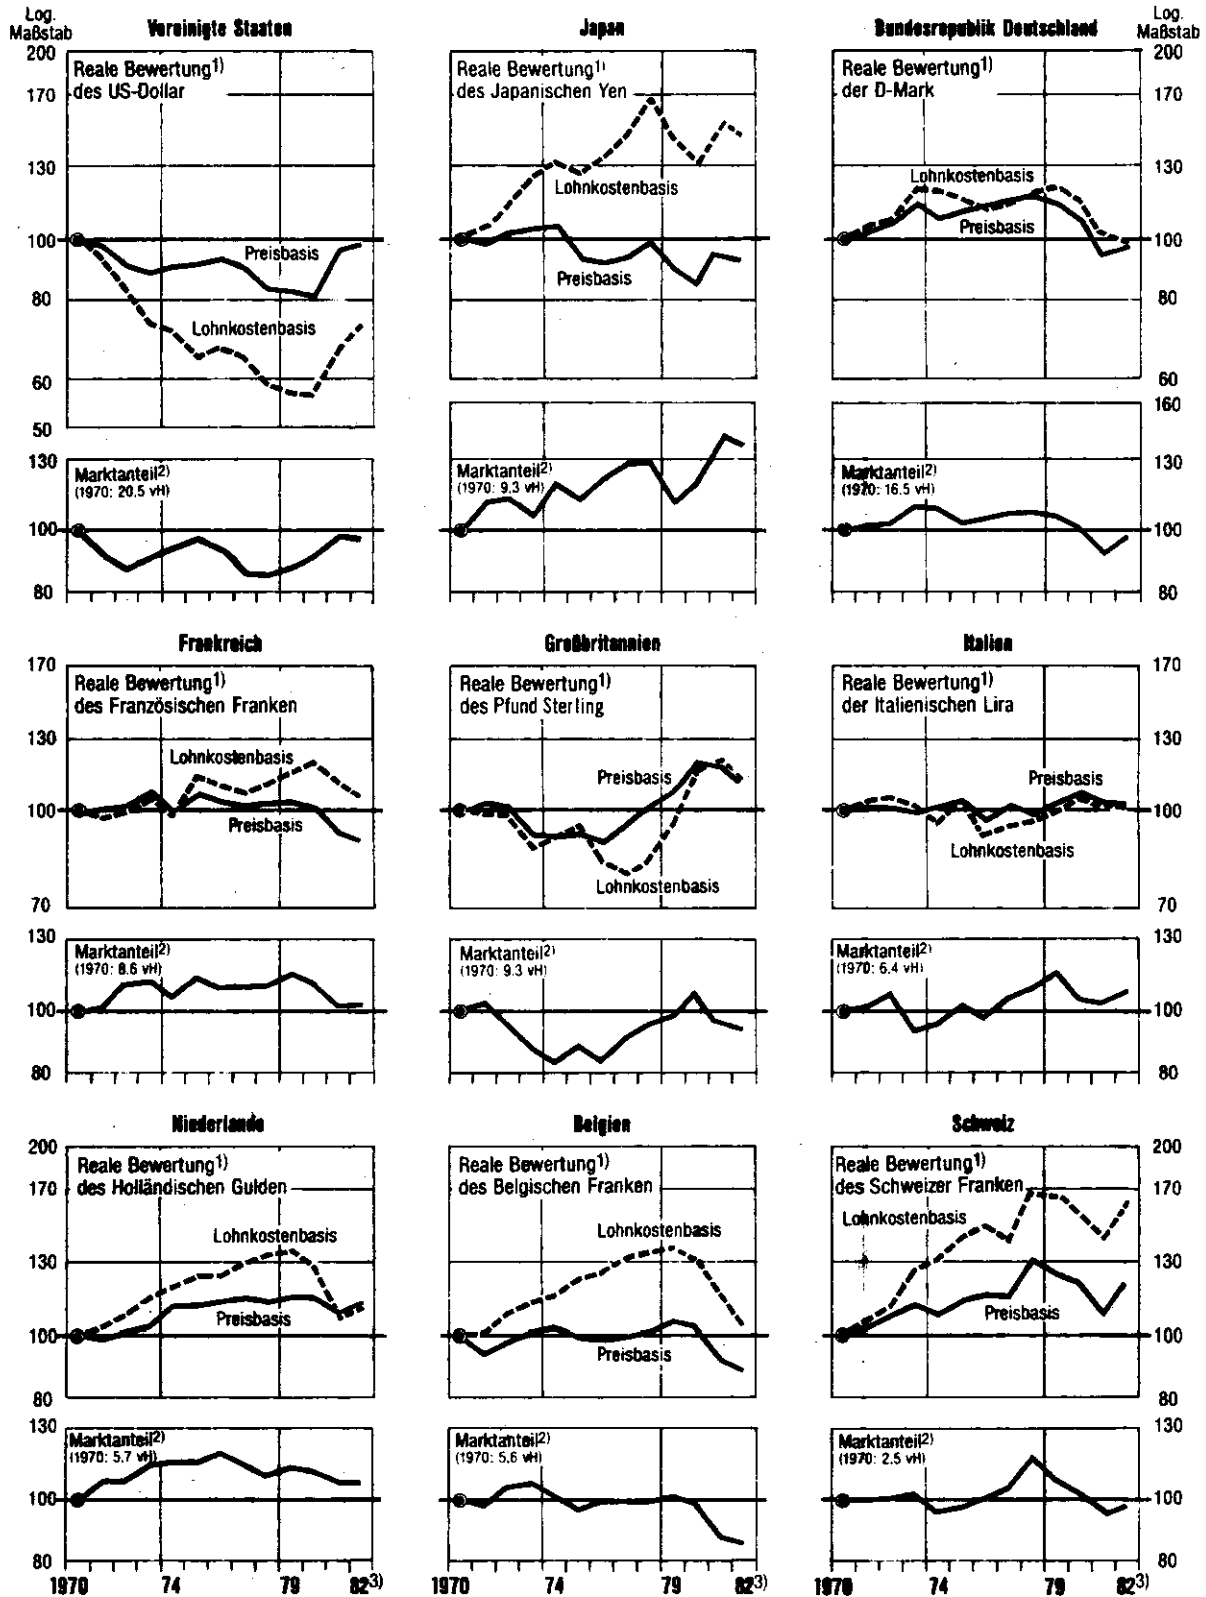 Log.
Maßstab
Vereinigte Staaten
Japan
Bundesrepublik Deutschland
Log.
Maßstab
200
170
130
100
80
60
50
Reale Bewertung1)
des US-Dollar
Preisbasis
Lohnkostenbasis
Reale Bewertung1)
des Japanischen Yen
Lohnkostenbasis
Preisbasis
Reale Bewertung1)
der D-Mark
Lohnkostenbasis
Preisbasis
200
170
130
100
80
60
130
100
80
Marktanteil2)
(1970: 20.5 vH)
Marktanteil2)
(1970: 9.3 vH)
Marktanteil2)
(1970: 16.5 vH)
160
130
100
80
Frankreich
Großbritannien
Italien
170
130
100
70
Reale Bewertung1)
des Französischen Franken
Lohnkostenbasis
Preisbasis
Reale Bewertung1)
des Pfund Sterling
Preisbasis
Lohnkostenbasis
Reale Bewertung1)
der Italienischen Lira
Preisbasis
Lohnkostenbasis
170
130
100
70
130
100
80
Marktanteil2)
(1970: 8.6 vH)
Marktanteil2)
(1970: 9.3 vH)
Marktanteil2)
(1970: 6.4 vH)
130
100
80
Niederlande
Belgien
Schweiz
200
170
130
100
80
Reale Bewertung1)
des Holländischen Gulden
Lohnkostenbasis
Preisbasis
Reale Bewertung1)
des Belgischen Franken
Lohnkostenbasis
Preisbasis
Reale Bewertung1)
des Schweizer Franken
Lohnkostenbasis
Preisbasis
200
170
130
100
80
130
100
80
Marktanteil2)
(1970: 5.7 vH)
Marktanteil2)
(1970: 5.6 vH)
Marktanteil2)
(1970: 2.5 vH)
130
100
80
1970 74 79 823)
1970 74 79 823)
1970 74 79 823)